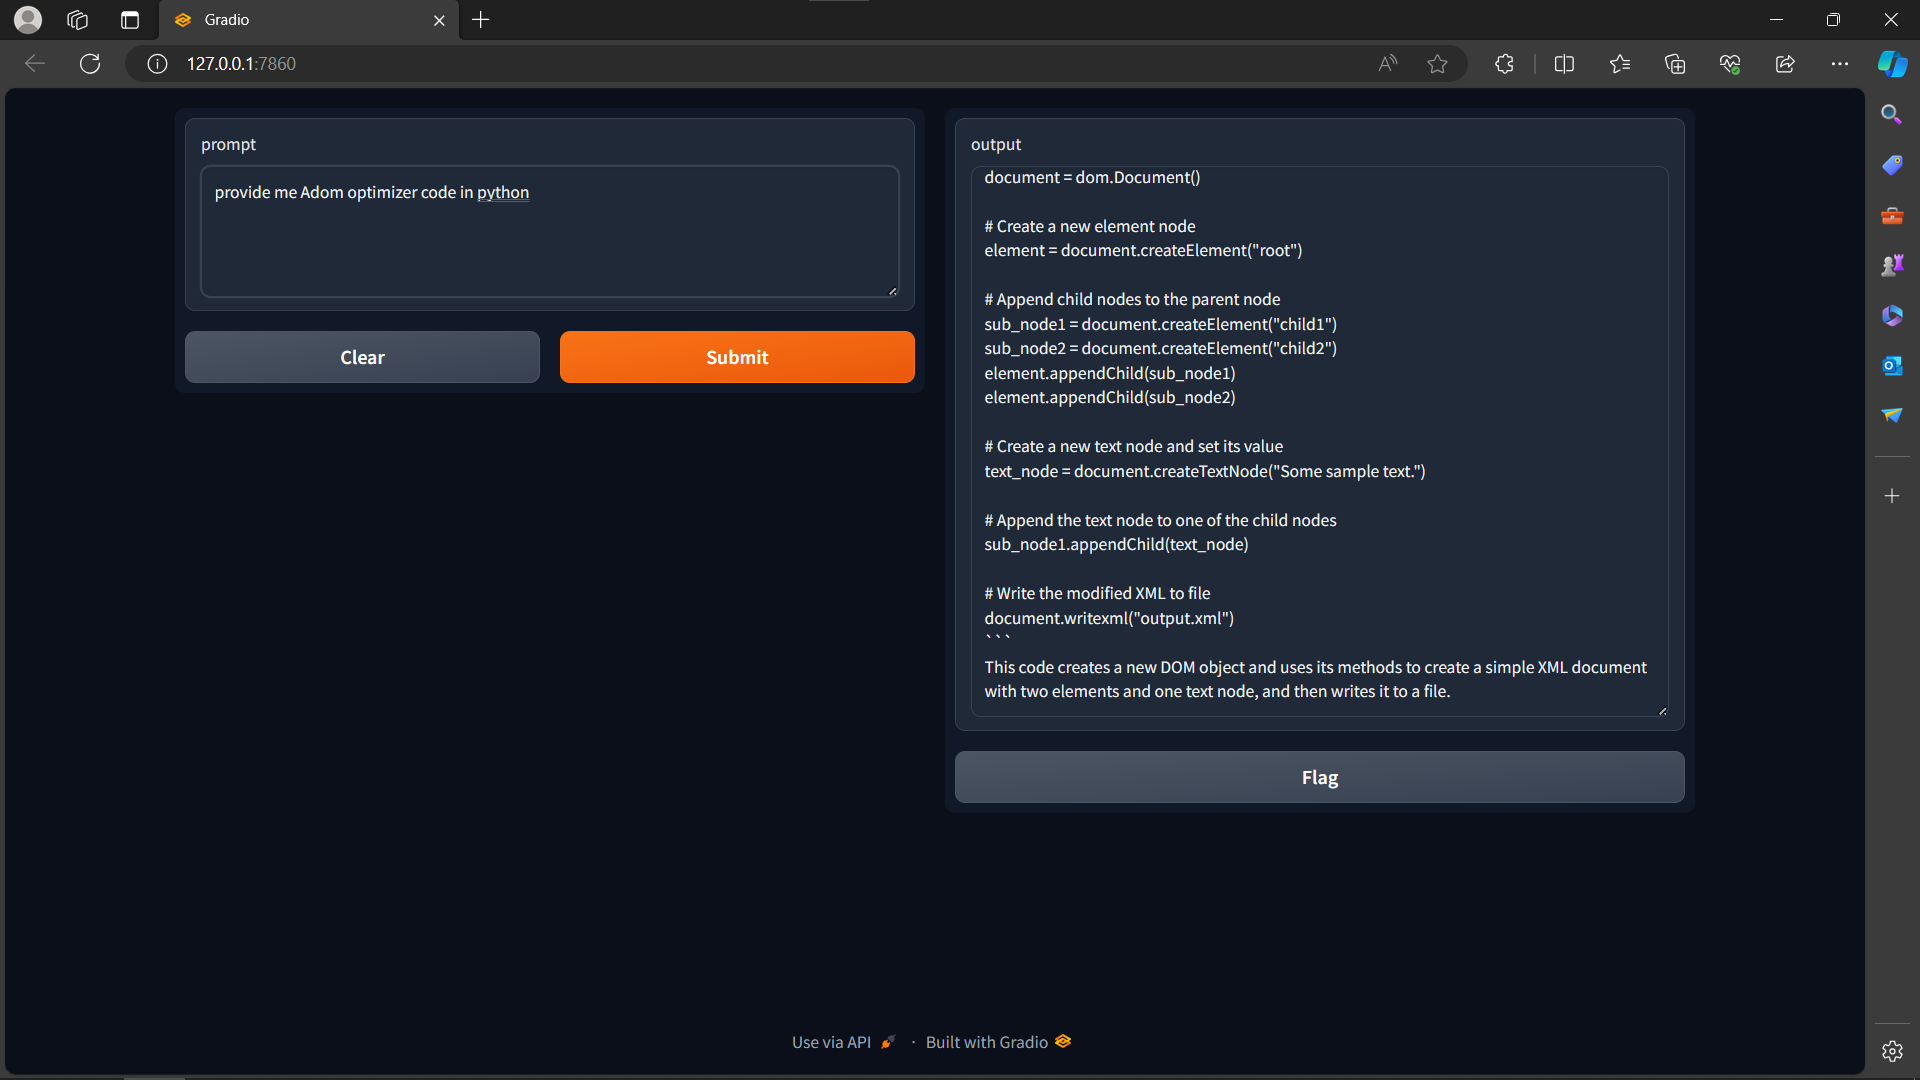 Gradio
127.0.0.1:7860
prompt
provide me Adom optimizer code in python
Clear
Submit
output
document = dom.Document()
# Create a new element node
element = document.createElement("root")
# Append child nodes to the parent node
sub_node1 = document.createElement("child1")
sub_node2 = document.createElement("child2")
element.appendChild(sub_node1)
element.appendChild(sub_node2)
# Create a new text node and set its value
text_node = document.createTextNode("Some sample text.")
# Append the text node to one of the child nodes
sub_node1.appendChild(text_node)
# Write the modified XML to file
document.writexml("output.xml")
```
This code creates a new DOM object and uses its methods to create a simple XML document
with two elements and one text node, and then writes it to a file.
Flag
Use via API · Built with Gradio